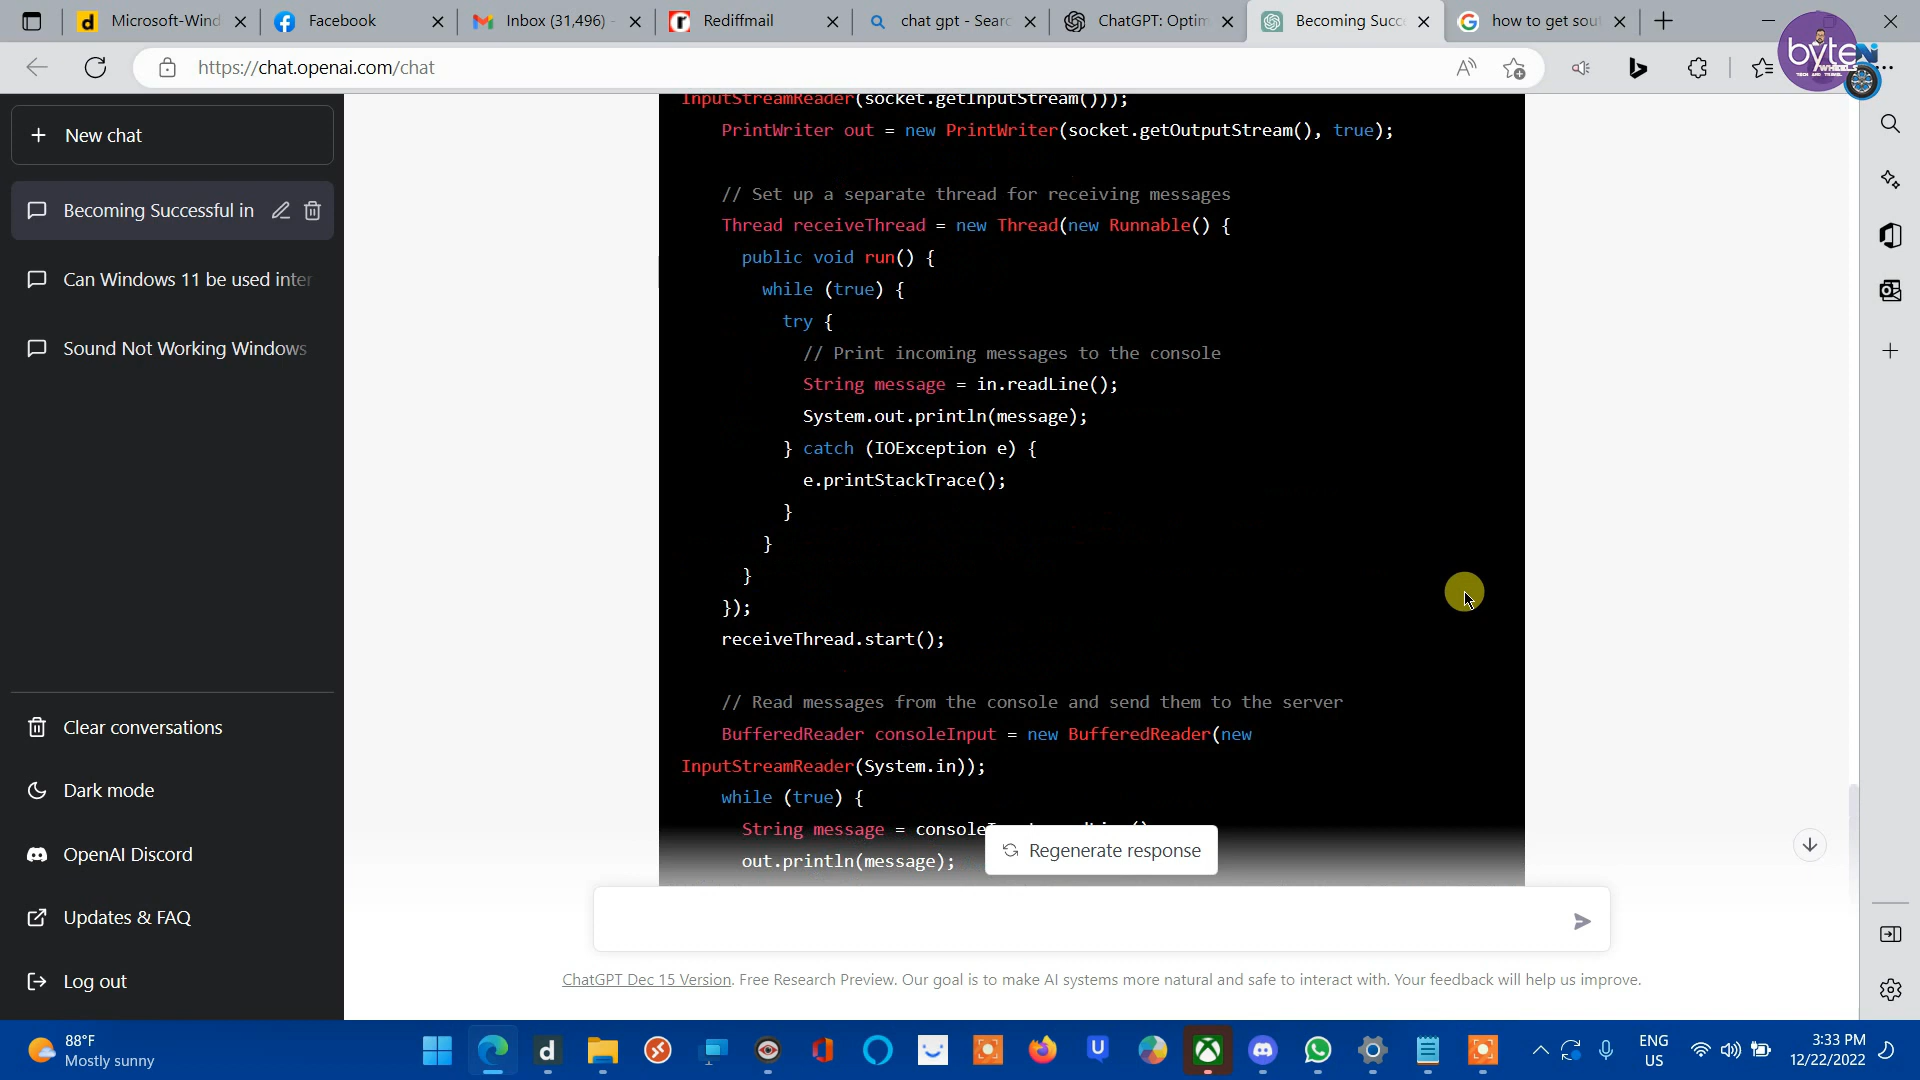 Microsoft-Wind
Facebook
Inbox (31,496) -
Rediffmail
chat gpt - Searc
ChatGPT: Optim
Becoming Succe
how to get sou
https://chat.openai.com/chat
byte
WHEELS
TECH AND TRAVEL
New chat
Becoming Successful in
Can Windows 11 be used inter
Sound Not Working Windows
Clear conversations
Dark mode
OpenAI Discord
Updates & FAQ
Log out
InputStreamReader(socket.getInputStream()));
PrintWriter out = new PrintWriter(socket.getOutputStream(), true);
// Set up a separate thread for receiving messages
Thread receiveThread = new Thread(new Runnable() {
public void run() {
while (true) {
try {
// Print incoming messages to the console
String message = in.readLine();
System.out.println(message);
} catch (IOException e) {
e.printStackTrace();
}
}
}
});
receiveThread.start();
// Read messages from the console and send them to the server
BufferedReader consoleInput = new BufferedReader(new
InputStreamReader(System.in));
while (true) {
String message = console
out.println(message);
Regenerate response
ChatGPT Dec 15 Version. Free Research Preview. Our goal is to make AI systems more natural and safe to interact with. Your feedback will help us improve.
88°F
Mostly sunny
ENG
US
3:33 PM
12/22/2022